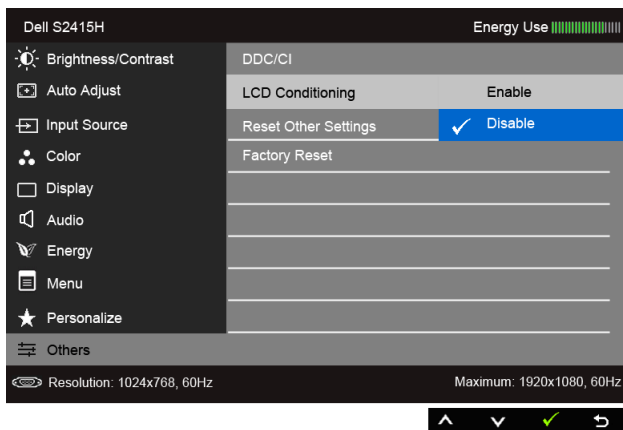 Dell S2415H Energy Use
Brightness/Contrast DDC/CI
Auto Adjust LCD Conditioning Enable
Input Source Reset Other Settings Disable
Color Factory Reset
Display
Audio
Energy
Menu
Personalize
Others
Resolution: 1024x768, 60Hz Maximum: 1920x1080, 60Hz